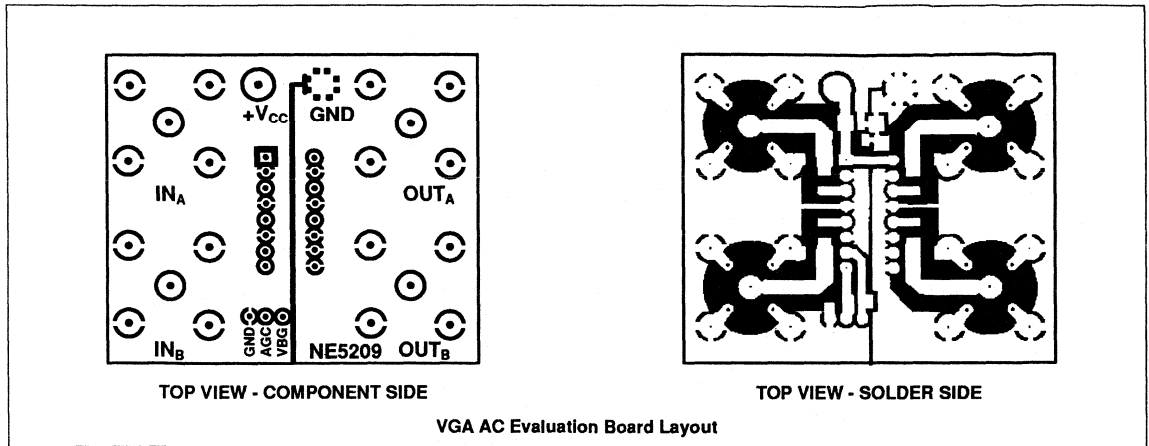 +VCC GND
INA OUTA
GND AGC VBG
INB NE5209 OUTB
TOP VIEW - COMPONENT SIDE
TOP VIEW - SOLDER SIDE
VGA AC Evaluation Board Layout